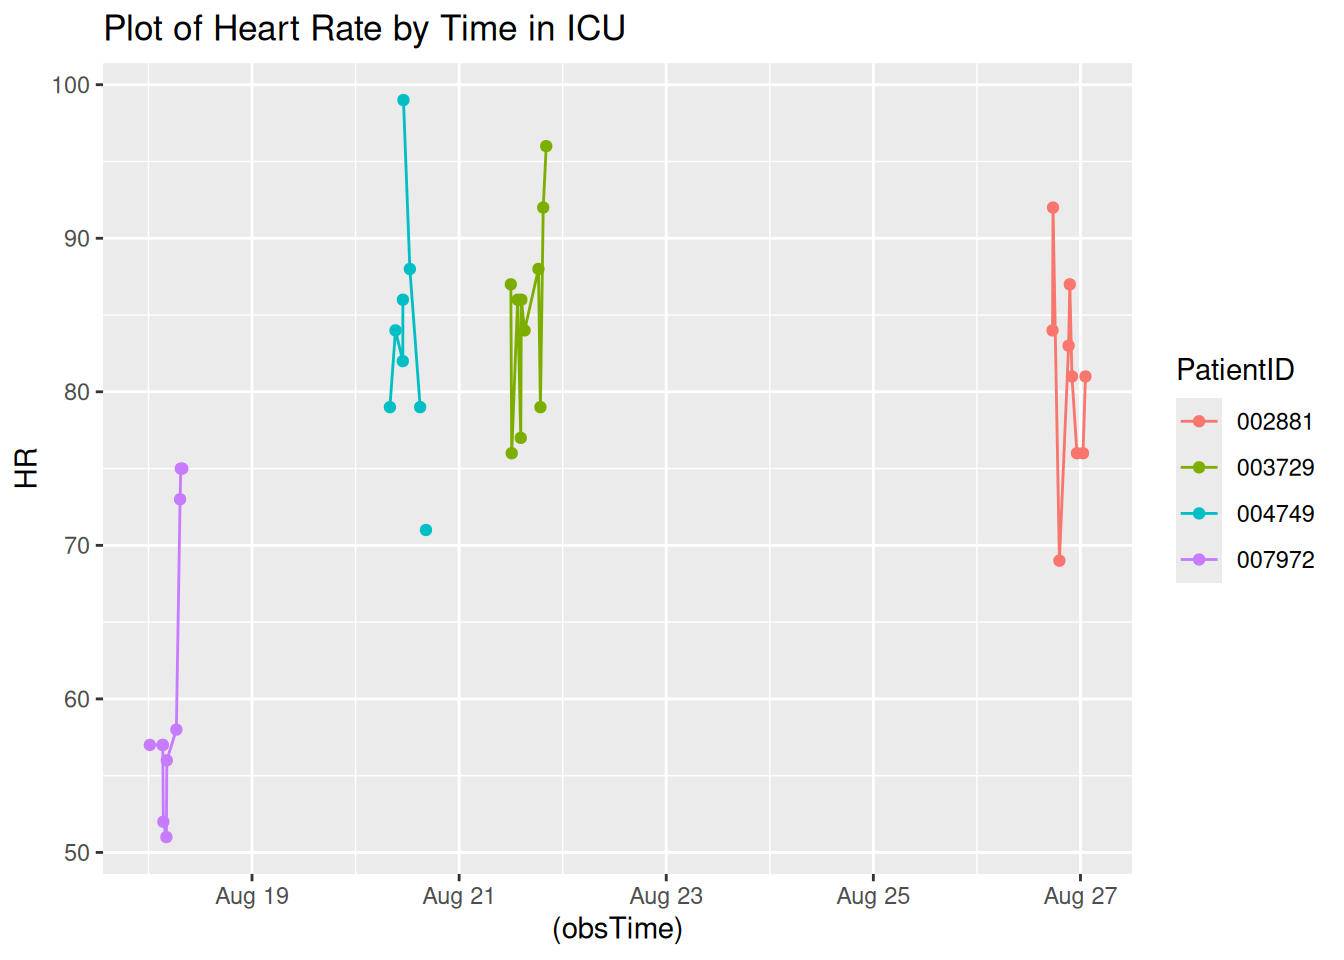 Plot of Heart Rate by Time in ICU
100
90
80
70
60
50
HR
Aug 19
Aug 21
Aug 23
Aug 25
Aug 27
(obsTime)
PatientID
002881
003729
004749
007972